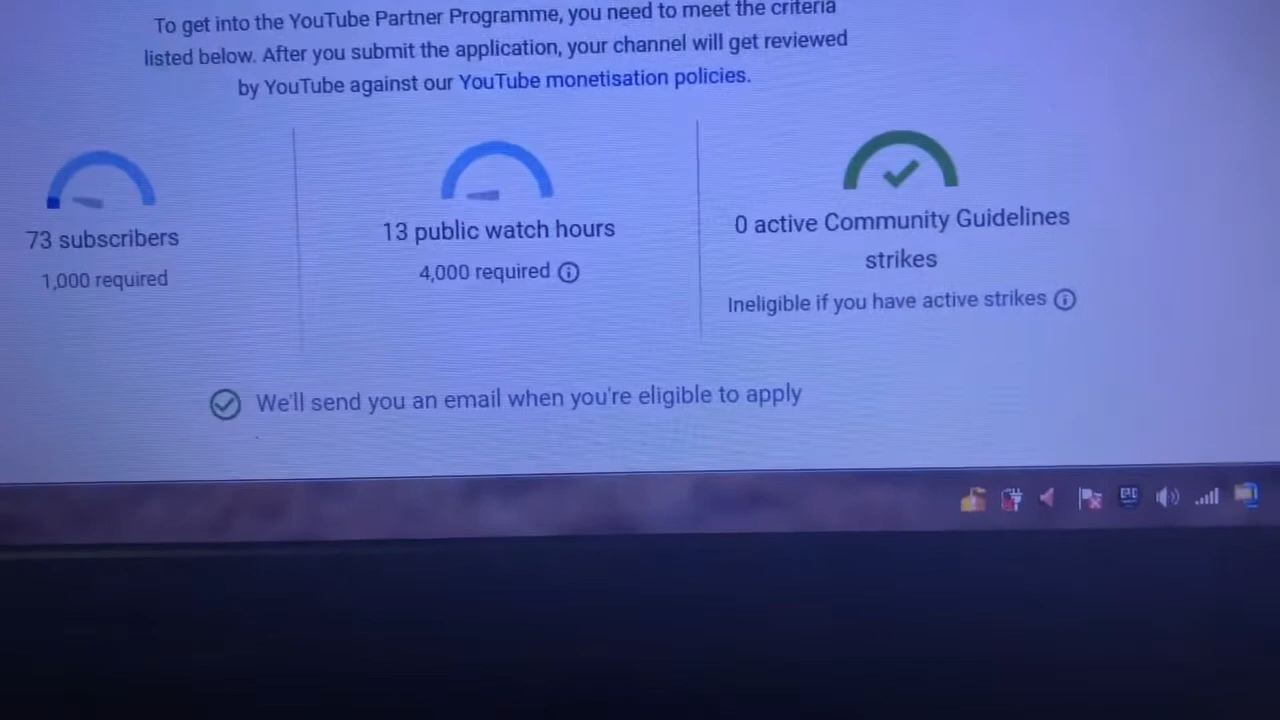 To get into the YouTube Partner Programme, you need to meet the criteria
listed below. After you submit the application, your channel will get reviewed
by YouTube against our YouTube monetisation policies.
73 subscribers
1,000 required
13 public watch hours
4,000 required
0 active Community Guidelines
strikes
Ineligible if you have active strikes
We'll send you an email when you're eligible to apply